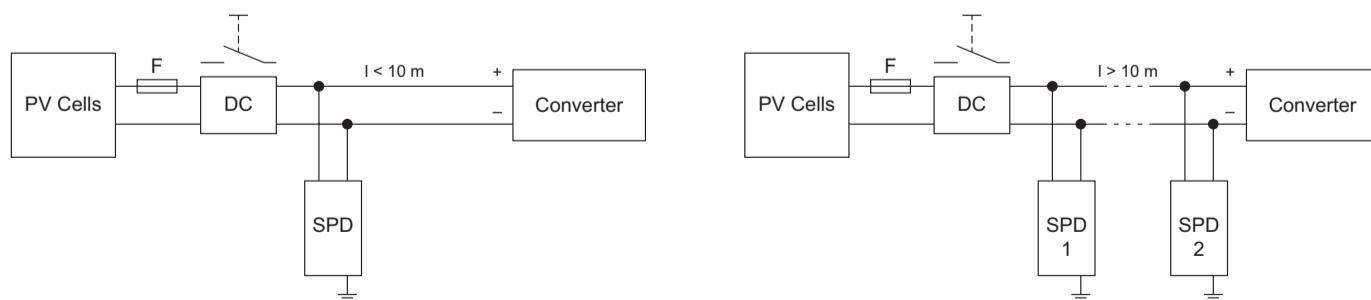 F
l < 10 m
+
PV Cells
DC
Converter
–
SPD
F
l > 10 m
+
PV Cells
DC
Converter
–
SPD
1
SPD
2